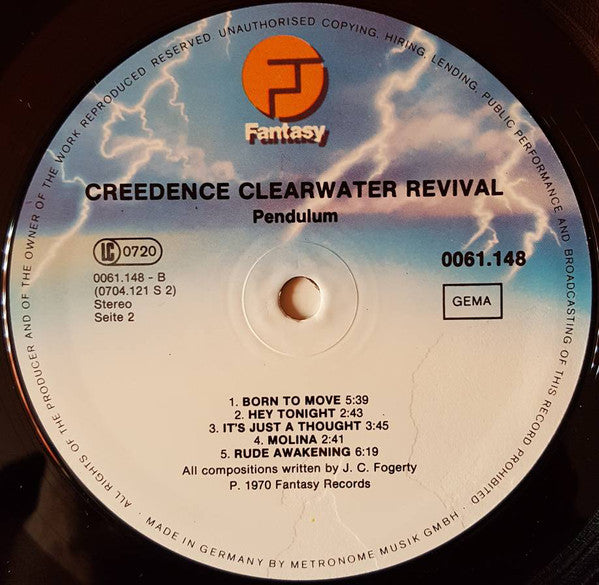 ALL RIGHTS OF THE PRODUCER AND OF THE OWNER OF THE WORK REPRODUCED RESERVED. UNAUTHORISED COPYING, HIRING, LENDING, PUBLIC PERFORMANCE AND BROADCASTING OF THIS RECORD PROHIBITED
Fantasy
CREEDENCE CLEARWATER REVIVAL
Pendulum
LC 0720
0061.148
0061.148 - B
(0704.121 S 2)
Stereo
Seite 2
GEMA
1. BORN TO MOVE 5:39
2. HEY TONIGHT 2:43
3. IT'S JUST A THOUGHT 3:45
4. MOLINA 2:41
5. RUDE AWAKENING 6:19
All compositions written by J. C. Fogerty
P. 1970 Fantasy Records
· MADE IN GERMANY BY METRONOME MUSIK GMBH ·